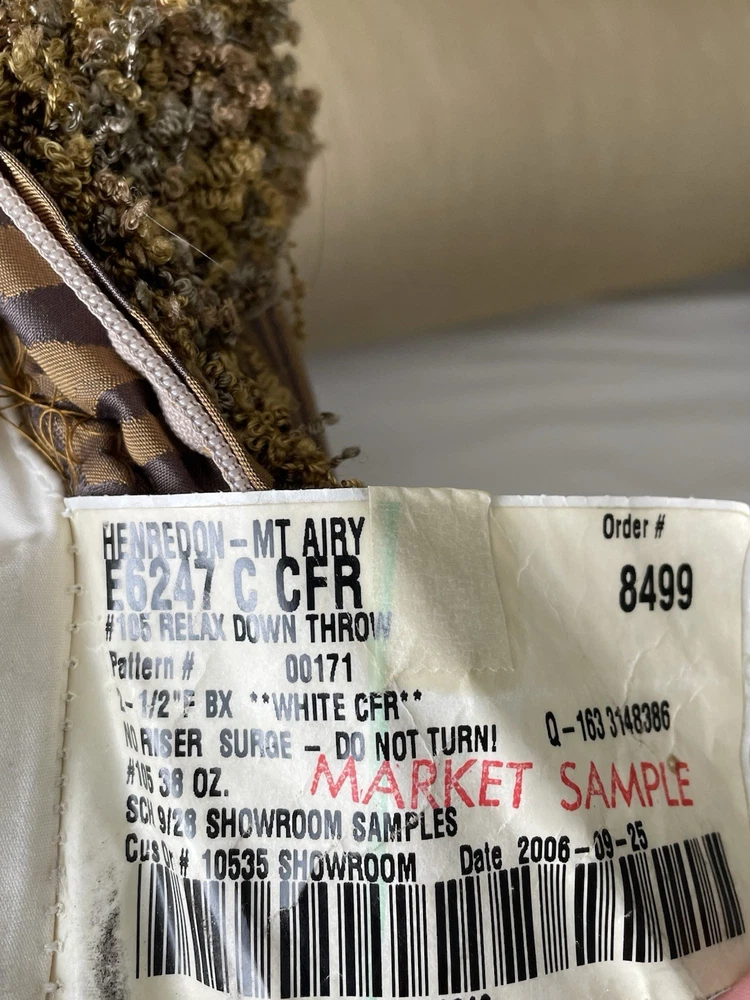 HENREDON-MT AIRY
Order #
E6247 C CFR
8499
#105 RELAX DOWN THROW
Pattern # 00171
1/2"F BX **WHITE CFR**
Q-163 3148386
NO RISER SURGE - DO NOT TURN!
#105 38 OZ.
MARKET SAMPLE
SCH 9/28 SHOWROOM SAMPLES
# 10535 SHOWROOM
Date 2006-09-25